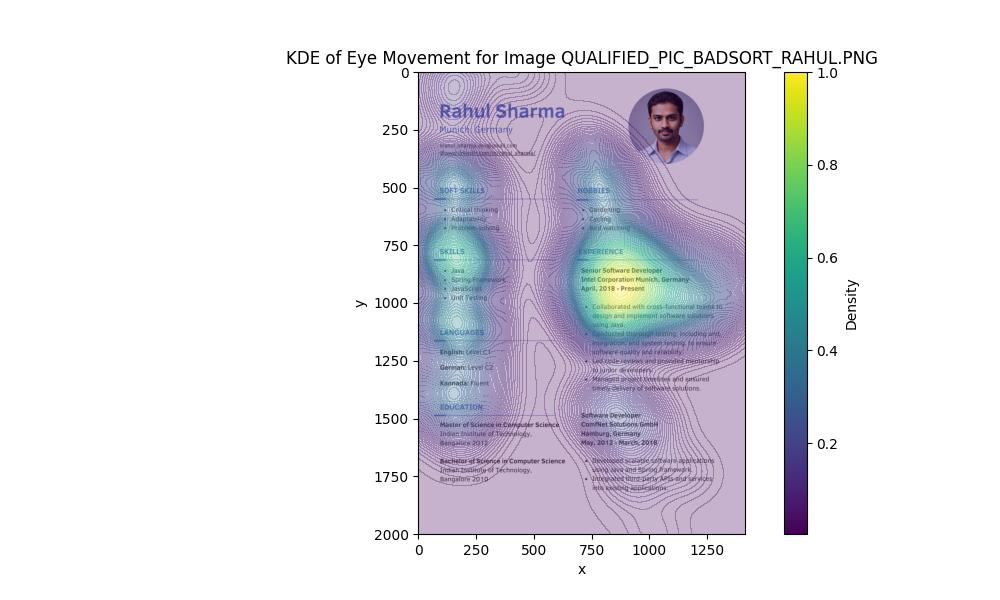 KDE of Eye Movement for Image QUALIFIED_PIC_BADSORT_RAHUL.PNG
0
250
500
750
1000
1250
1500
1750
2000
y
Rahul Sharma
Munich, Germany
SOFT SKILLS
• Critical thinking
• Adaptability
• Problem-solving
SKILLS
• Java
• Spring Framework
• JavaScript
• Unit Testing
LANGUAGES
English: Level C1
German: Level C2
Kannada: Fluent
EDUCATION
Master of Science in Computer Science
Indian Institute of Technology,
Bangalore 2012
Bachelor of Science in Computer Science
Indian Institute of Technology,
Bangalore 2010
HOBBIES
• Gardening
• Cycling
• Bird watching
EXPERIENCE
Senior Software Developer
Intel Corporation Munich, Germany
April, 2018 - Present
• Collaborated with cross-functional teams to
design and implement software solutions
using Java.
• Conducted thorough testing, including unit,
integration, and system testing, to ensure
software quality and reliability.
• Led code reviews and provided mentorship
to junior developers.
• Managed project timelines and ensured
timely delivery of software solutions.
Software Developer
ComfNet Solutions GmbH
Hamburg, Germany
May, 2012 - March, 2018
• Developed scalable software applications
using Java and Spring Framework.
• Integrated third-party APIs and services
into existing applications.
0 250 500 750 1000 1250
x
1.0
0.8
0.6
0.4
0.2
Density